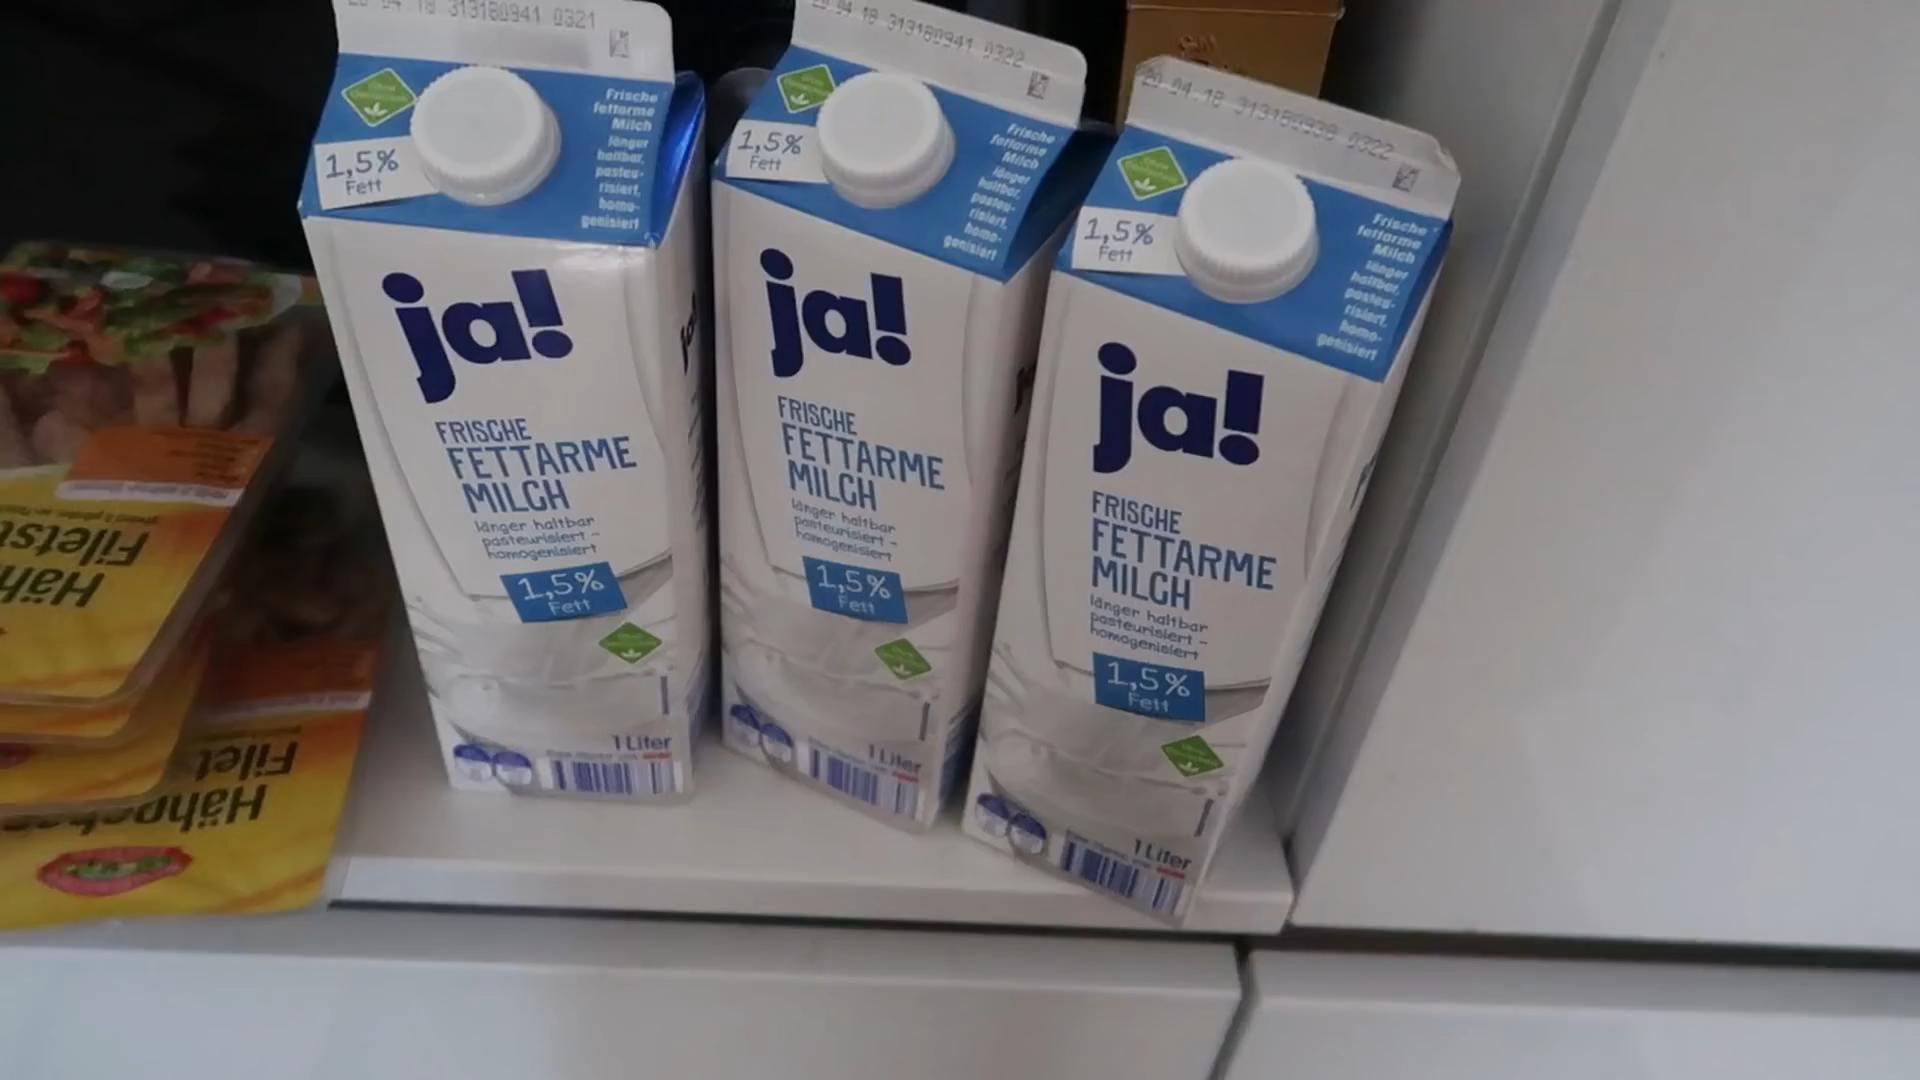 20 04 18 313180941 0321
Frische
fettarme
Milch
länger
haltbar,
pasteu-
risiert,
homo-
genisiert
1,5%
Fett
ja!
FRISCHE
FETTARME
MILCH
länger haltbar
pasteurisiert -
homogenisiert
1,5%
Fett
1 Liter
20 04 18 313180941 0322
Frische
fettarme
Milch
länger
haltbar,
pasteu-
risiert,
homo-
genisiert
1,5%
Fett
ja!
FRISCHE
FETTARME
MILCH
länger haltbar
pasteurisiert -
homogenisiert
1,5%
Fett
1 Liter
20 04 18 313180938 0322
Frische
fettarme
Milch
länger
haltbar,
pasteu-
risiert,
homo-
genisiert
1,5%
Fett
ja!
FRISCHE
FETTARME
MILCH
länger haltbar
pasteurisiert -
homogenisiert
1,5%
Fett
1 Liter
Häh
Filetst
Hähnchen
Filet